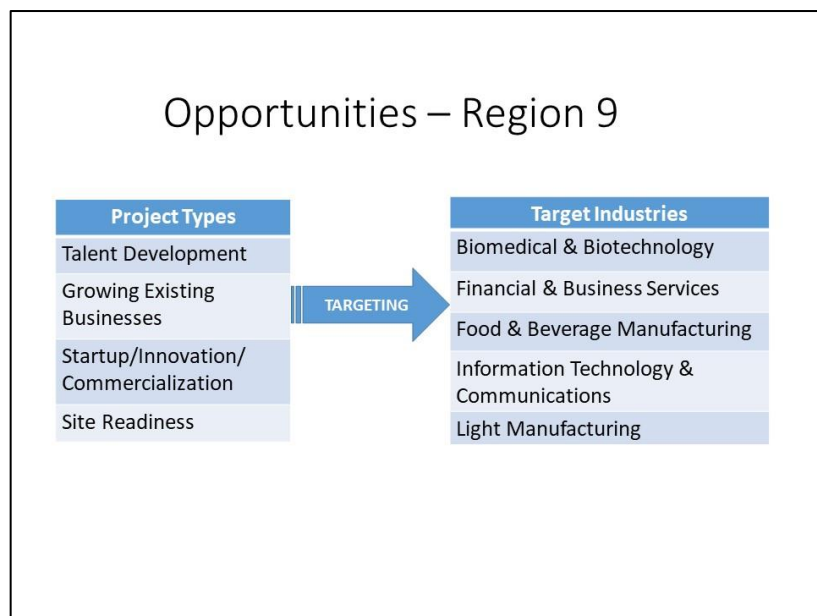 Opportunities – Region 9
Project Types
Talent Development
Growing Existing
Businesses
Startup/Innovation/
Commercialization
Site Readiness
TARGETING
Target Industries
Biomedical & Biotechnology
Financial & Business Services
Food & Beverage Manufacturing
Information Technology &
Communications
Light Manufacturing